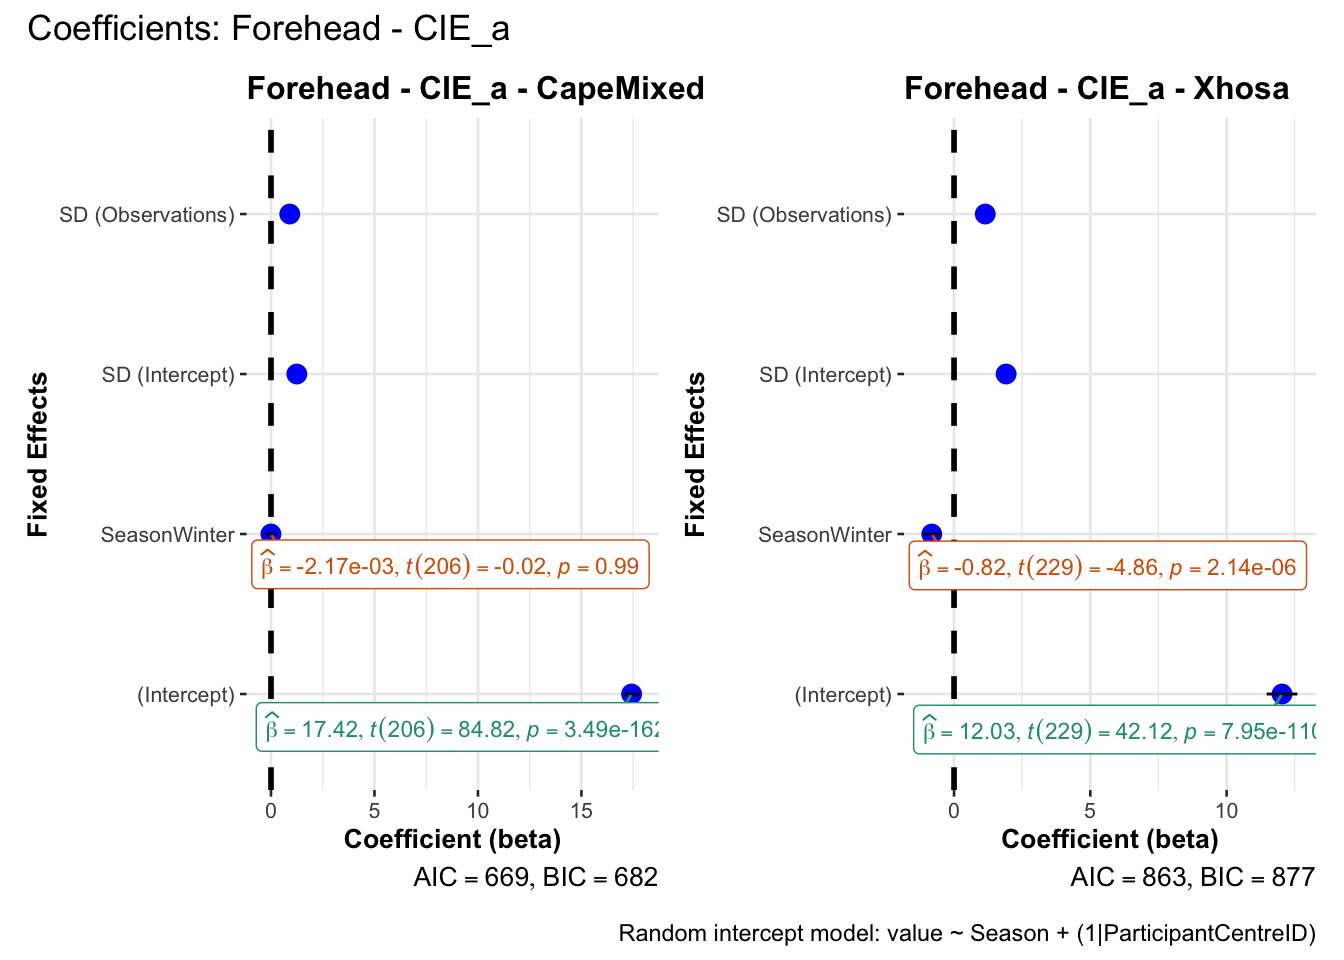 Coefficients: Forehead - CIE_a
Forehead - CIE_a - CapeMixed
Fixed Effects
SD (Observations)
SD (Intercept)
SeasonWinter
β̂ = -2.17e-03, t(206) = -0.02, p = 0.99
(Intercept)
β̂ = 17.42, t(206) = 84.82, p = 3.49e-162
0 5 10 15
Coefficient (beta)
AIC = 669, BIC = 682
Forehead - CIE_a - Xhosa
Fixed Effects
SD (Observations)
SD (Intercept)
SeasonWinter
β̂ = -0.82, t(229) = -4.86, p = 2.14e-06
(Intercept)
β̂ = 12.03, t(229) = 42.12, p = 7.95e-110
0 5 10
Coefficient (beta)
AIC = 863, BIC = 877
Random intercept model: value ~ Season + (1|ParticipantCentreID)